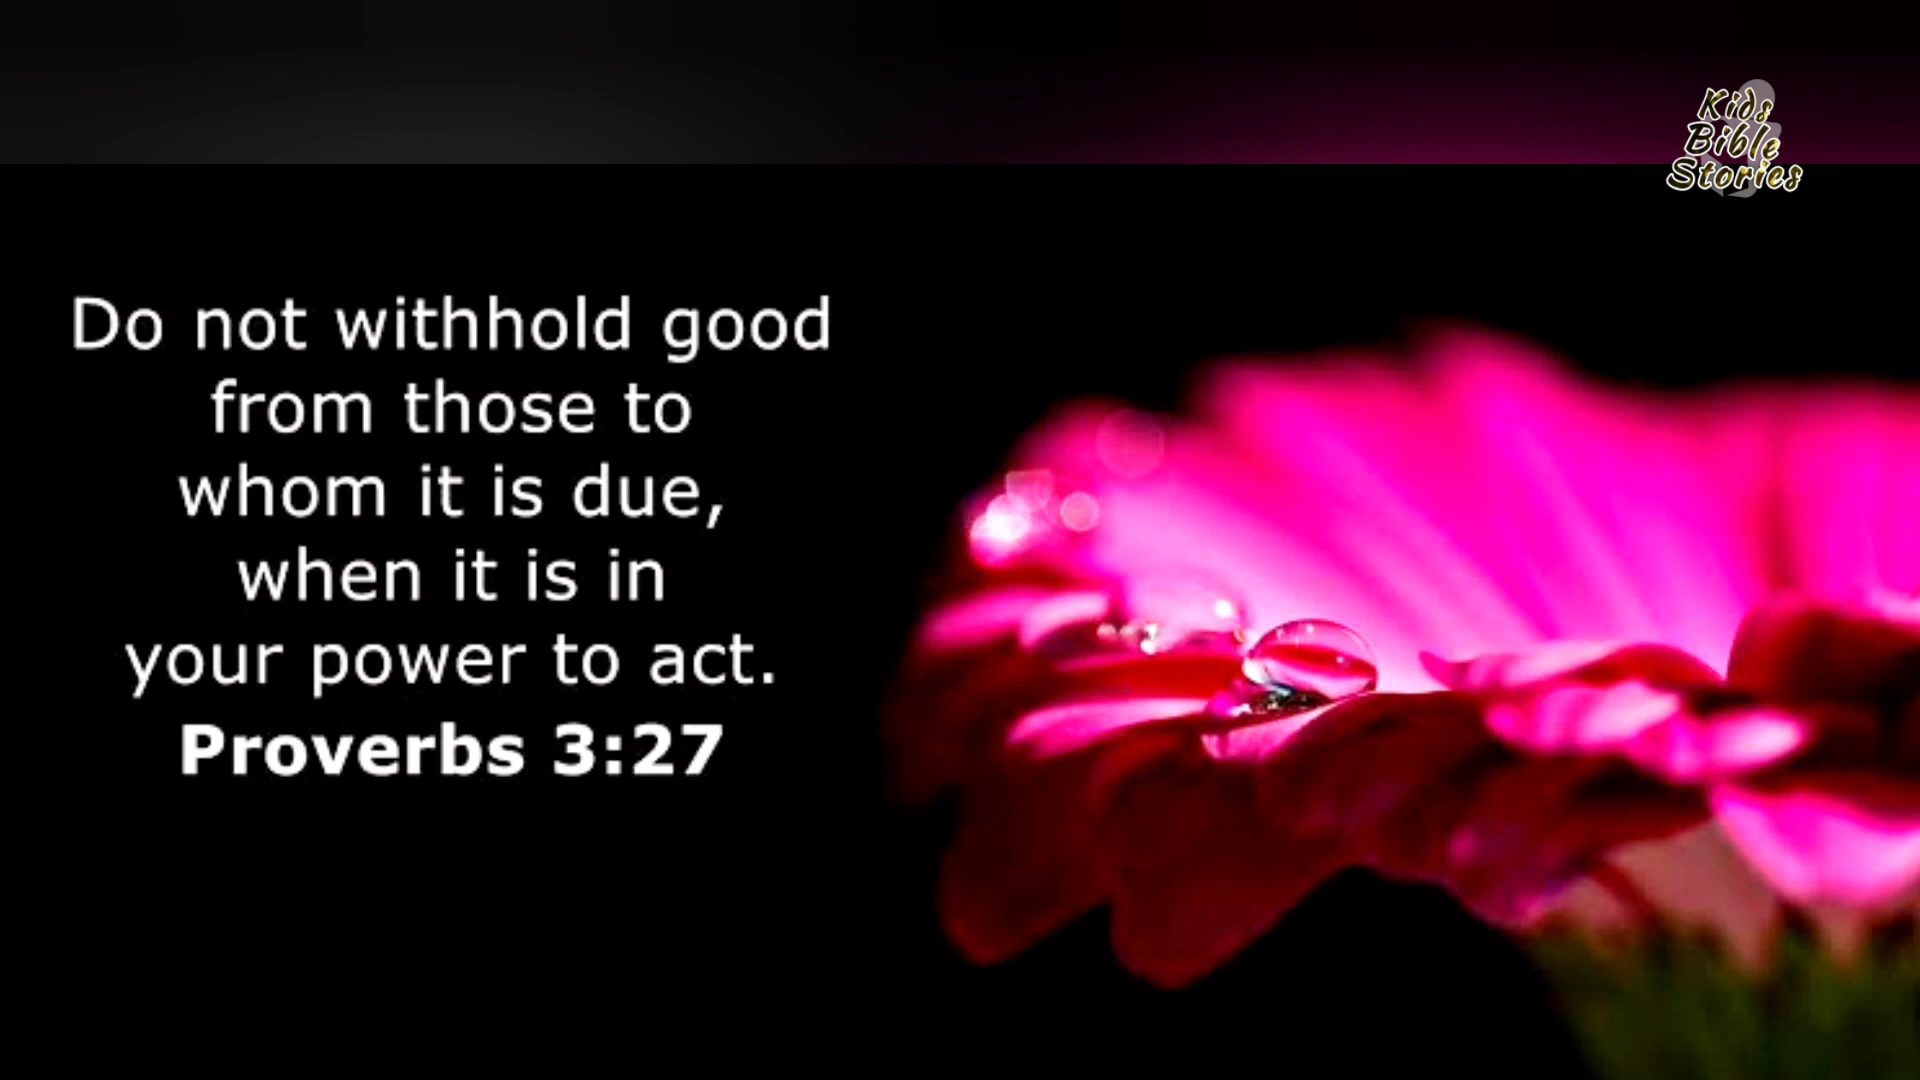 Kids
Bible
Stories
Do not withhold good
from those to
whom it is due,
when it is in
your power to act.
Proverbs 3:27